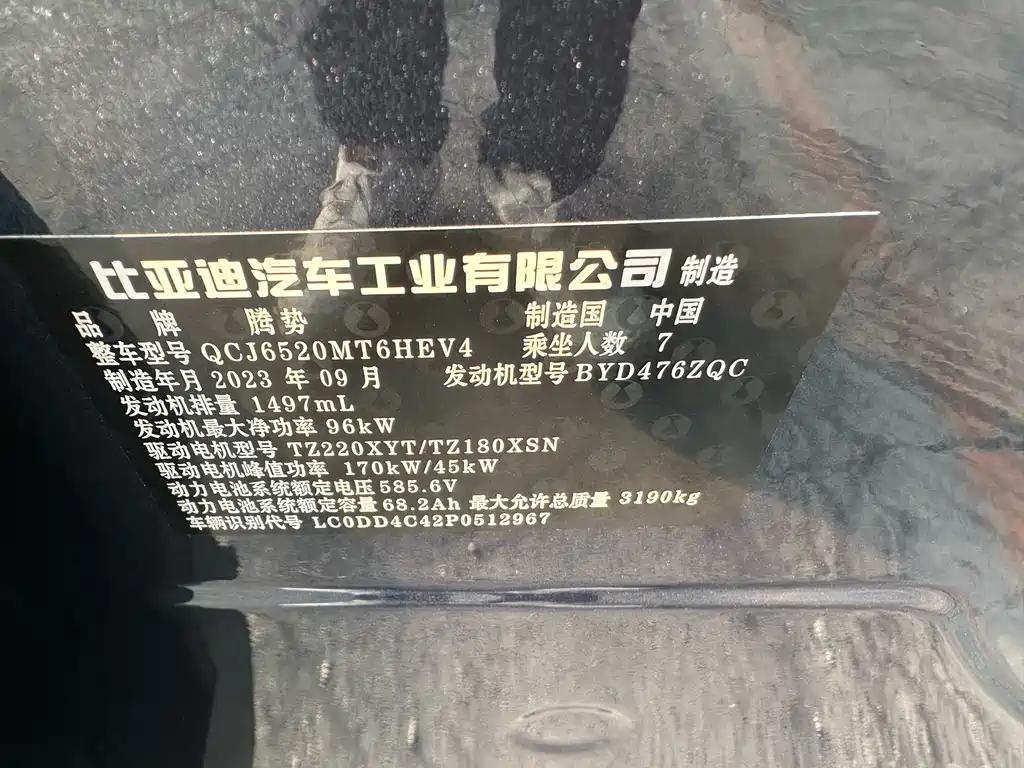 比亚迪汽车工业有限公司 制造
品 牌 腾势 制造国 中国
整车型号 QCJ6520MT6HEV4 乘坐人数 7
制造年月 2023 年 09 月 发动机型号 BYD476ZQC
发动机排量 1497mL
发动机最大净功率 96kW
驱动电机型号 TZ220XYT/TZ180XSN
驱动电机峰值功率 170kW/45kW
动力电池系统额定电压 585.6V
动力电池系统额定容量 68.2Ah 最大允许总质量 3190kg
车辆识别代号 LC0DD4C42P0512967